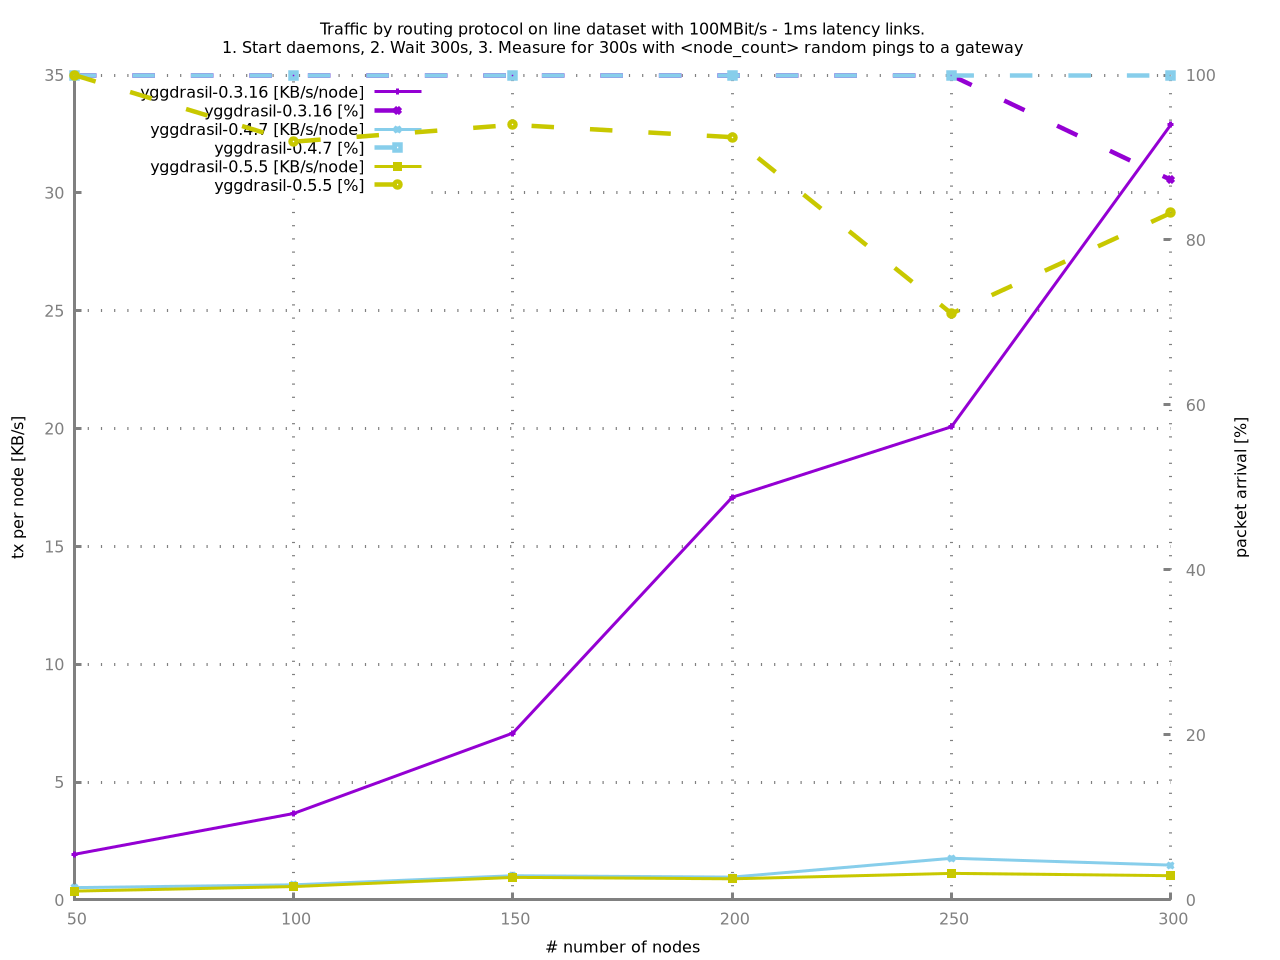 Traffic by routing protocol on line dataset with 100MBit/s - 1ms latency links.
1. Start daemons, 2. Wait 300s, 3. Measure for 300s with <node_count> random pings to a gateway
yggdrasil-0.3.16 [KB/s/node]
yggdrasil-0.3.16 [%]
yggdrasil-0.4.7 [KB/s/node]
yggdrasil-0.4.7 [%]
yggdrasil-0.5.5 [KB/s/node]
yggdrasil-0.5.5 [%]
35
30
25
20
15
10
5
0
tx per node [KB/s]
100
80
60
40
20
0
packet arrival [%]
50 100 150 200 250 300
# number of nodes